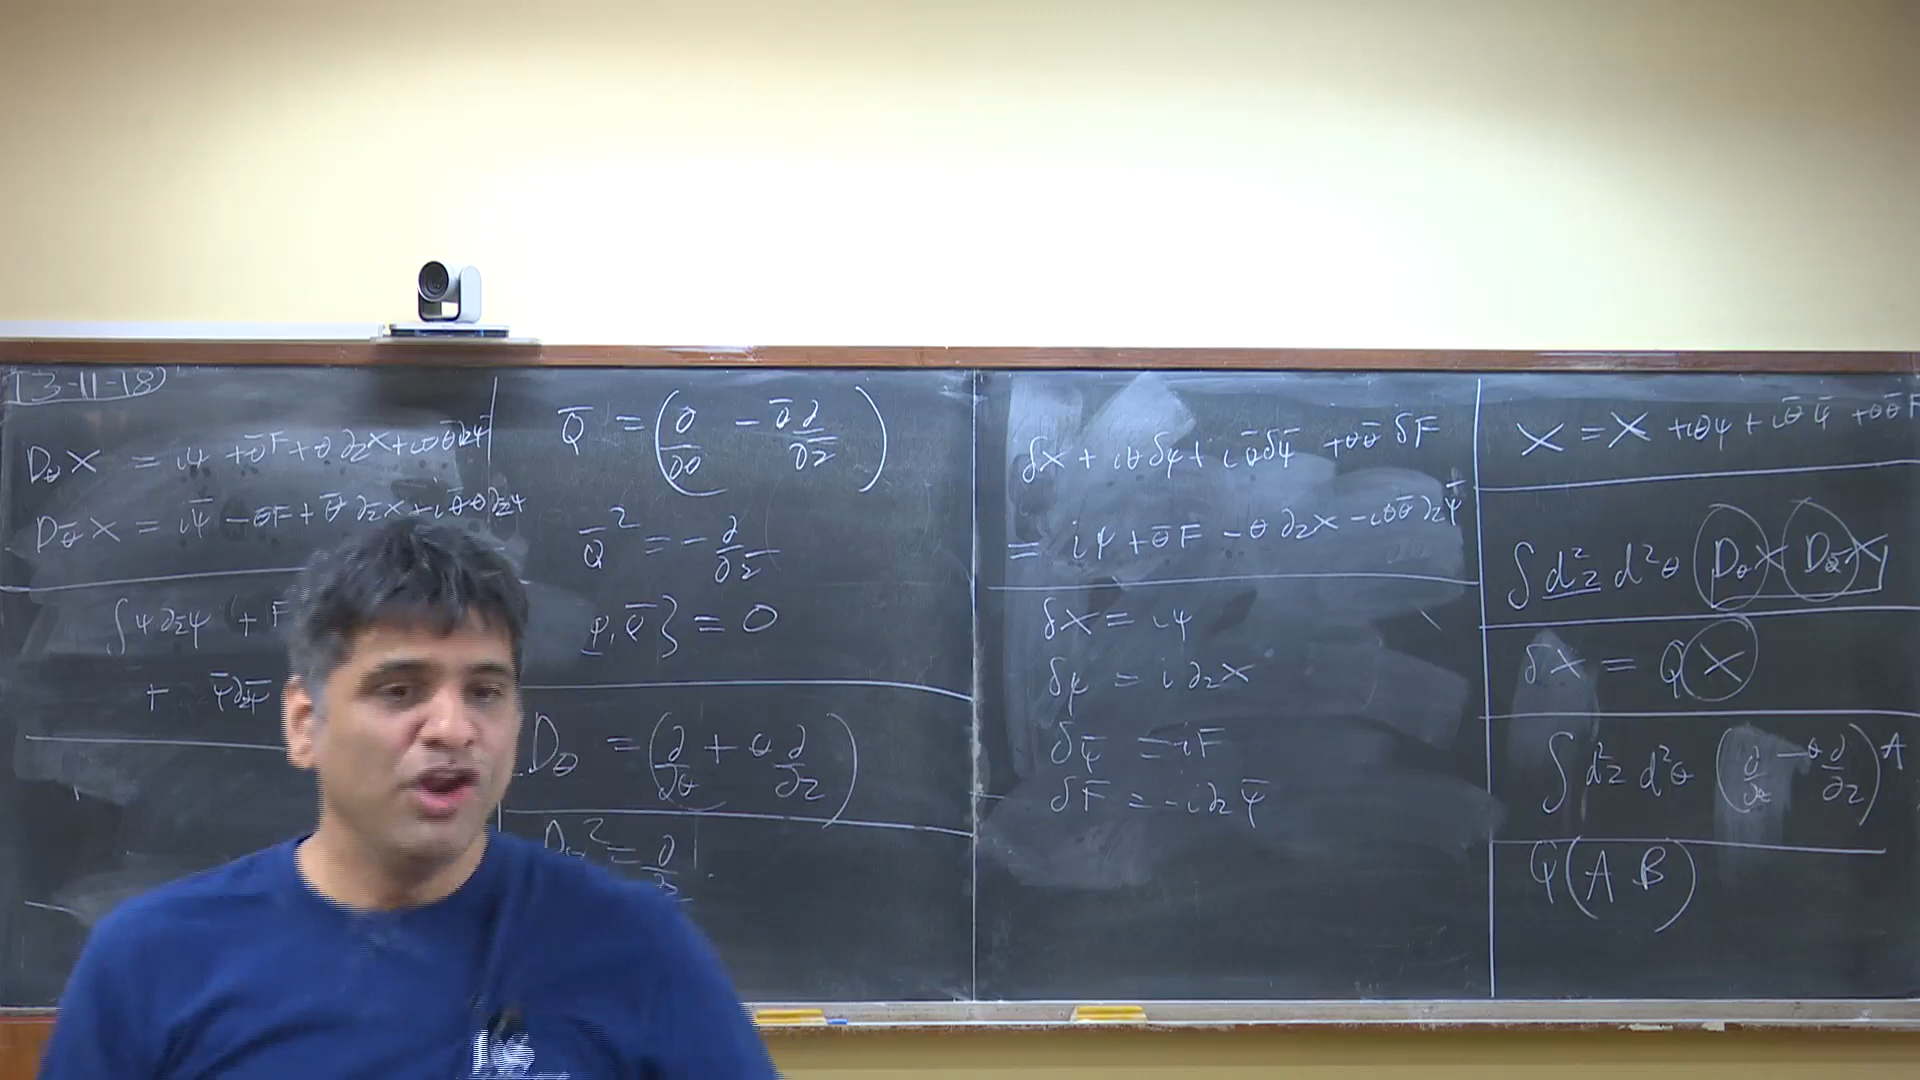 13-11-18
D_θ X = iψ + θ̄F + θ ∂_z X + iθθ̄ ∂_z ψ̄
D_θ̄ X = iψ̄ - θF + θ̄ ∂_z̄ X + iθ̄θ ∂_z̄ ψ
∫ ψ ∂_z̄ ψ + F
+ ψ̄ ∂_z ψ̄
Q̄ = (∂/∂θ̄ - θ̄ ∂/∂z̄)
Q̄² = - ∂/∂z̄
Q, Q̄} = 0
D_θ = (∂/∂θ + θ ∂/∂z)
D_θ² = ∂/∂z
δX + iθδψ + iθ̄δψ̄ + θθ̄ δF
= iψ + θ̄F - θ ∂_z X - iθθ̄ ∂_z ψ̄
δX = iψ
δψ = i ∂_z X
δψ̄ = -iF
δF = -i ∂_z ψ̄
X = X + iθψ + iθ̄ψ̄ + θθ̄F
∫ d²z d²θ D_θ X D_θ̄ X
δX = Q(X)
∫ d²z d²θ (∂/∂θ - θ ∂/∂z) A
Q(A B)